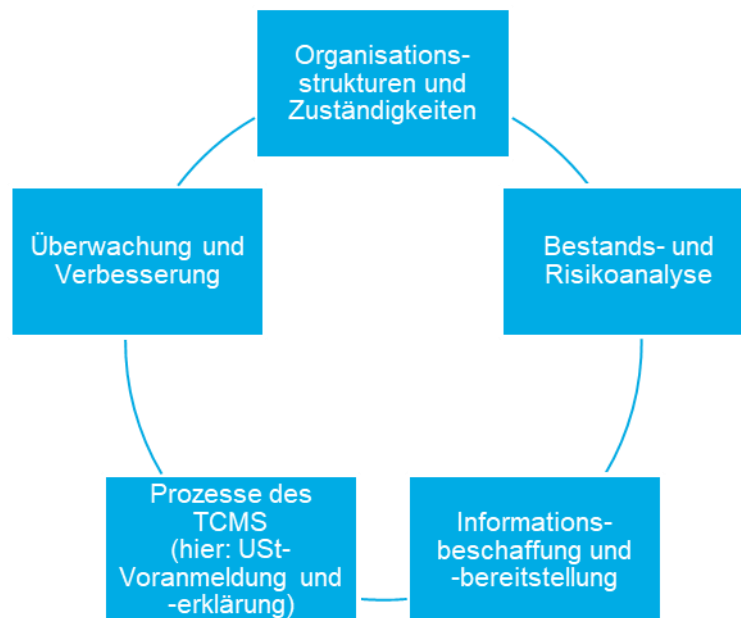 Organisations-
strukturen und
Zuständigkeiten
Überwachung und
Verbesserung
Bestands- und
Risikoanalyse
Prozesse des
TCMS
(hier: USt-
Voranmeldung und
-erklärung)
Informations-
beschaffung und
-bereitstellung